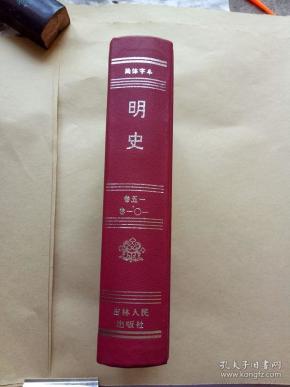 简体字本
明史
卷五一
卷一〇一
吉林人民
出版社
孔夫子旧书网